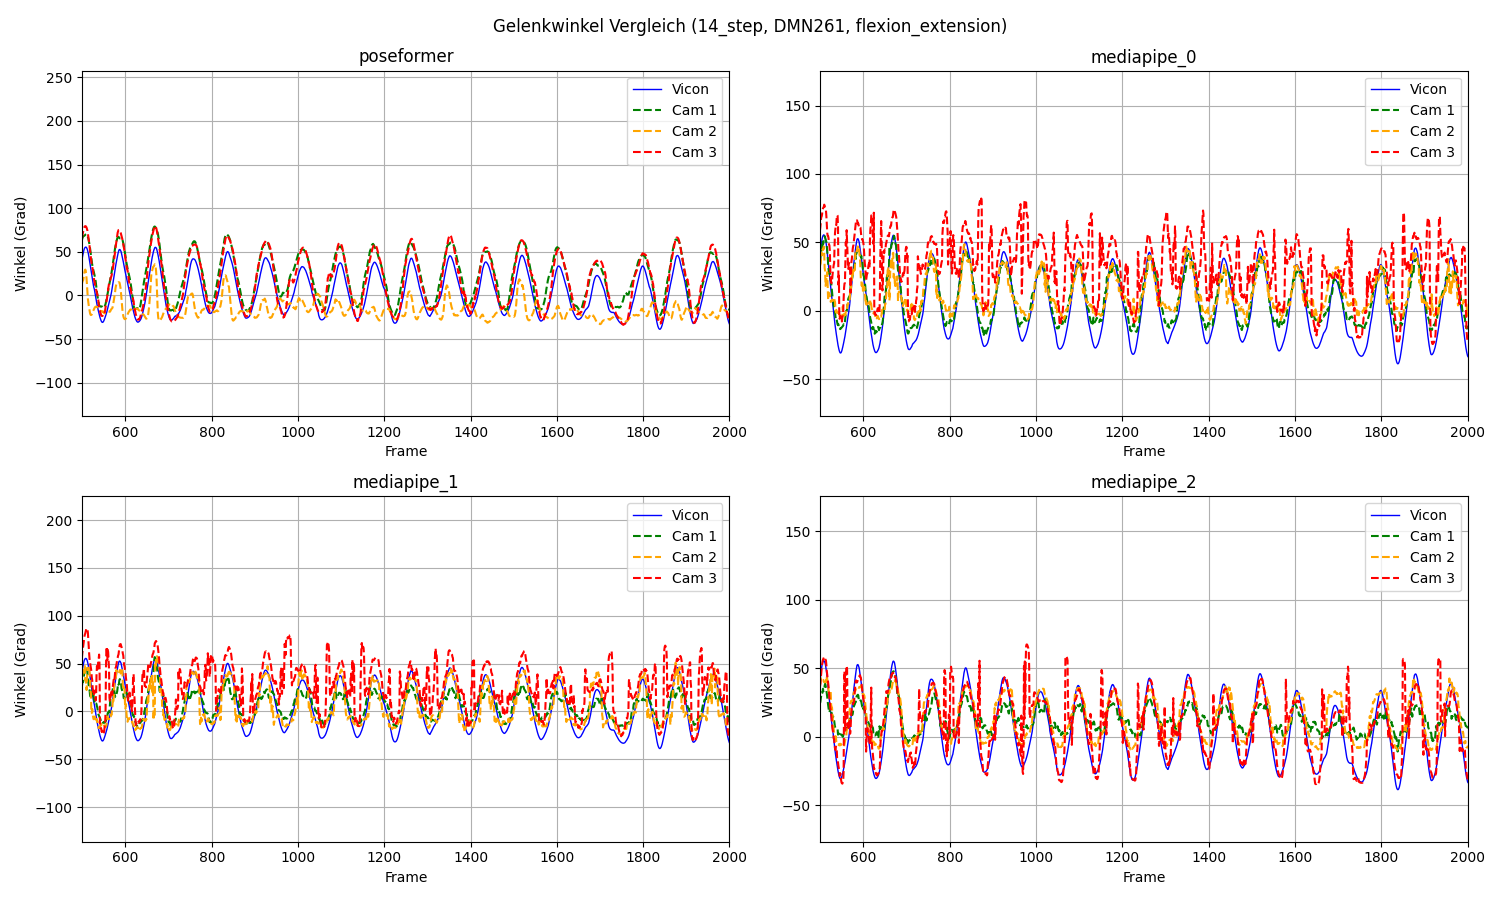 Gelenkwinkel Vergleich (14_step, DMN261, flexion_extension)
poseformer
250
200
150
100
50
0
−50
−100
Winkel (Grad)
Vicon
Cam 1
Cam 2
Cam 3
600 800 1000 1200 1400 1600 1800 2000
Frame
mediapipe_0
150
100
50
0
−50
Winkel (Grad)
Vicon
Cam 1
Cam 2
Cam 3
600 800 1000 1200 1400 1600 1800 2000
Frame
mediapipe_1
200
150
100
50
0
−50
−100
Winkel (Grad)
Vicon
Cam 1
Cam 2
Cam 3
600 800 1000 1200 1400 1600 1800 2000
Frame
mediapipe_2
150
100
50
0
−50
Winkel (Grad)
Vicon
Cam 1
Cam 2
Cam 3
600 800 1000 1200 1400 1600 1800 2000
Frame